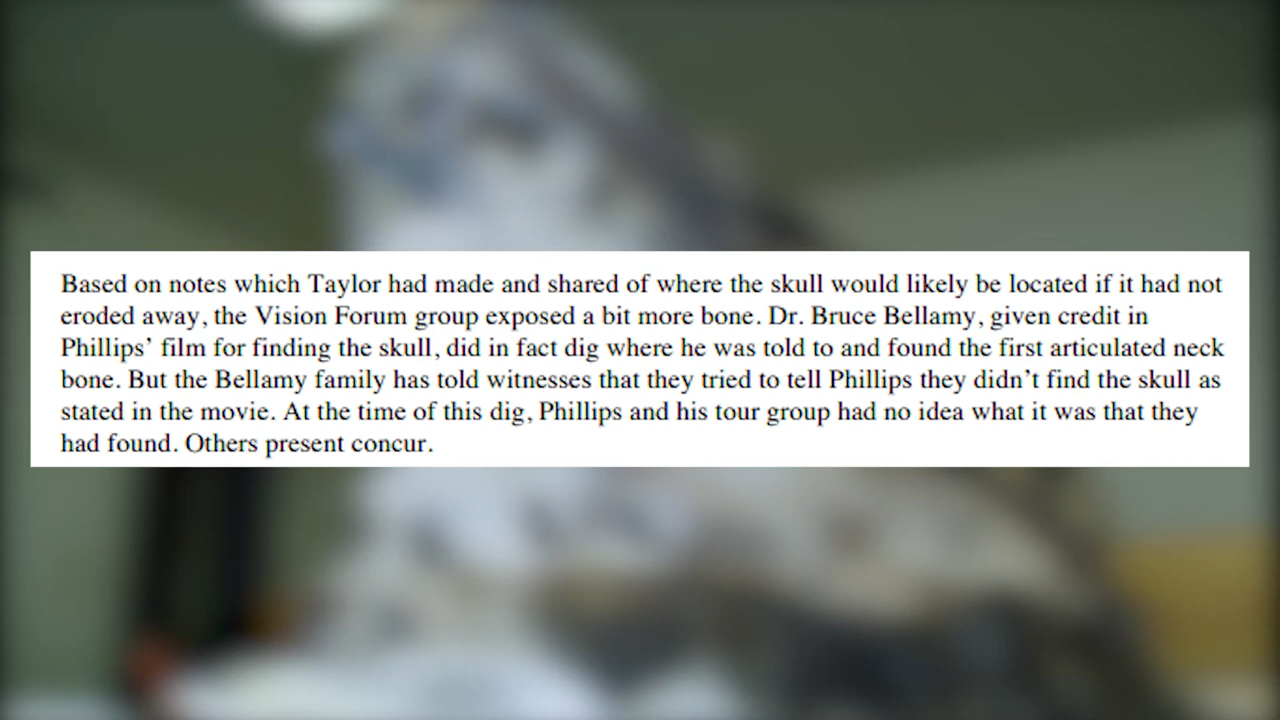 Based on notes which Taylor had made and shared of where the skull would likely be located if it had not
eroded away, the Vision Forum group exposed a bit more bone. Dr. Bruce Bellamy, given credit in
Phillips’ film for finding the skull, did in fact dig where he was told to and found the first articulated neck
bone. But the Bellamy family has told witnesses that they tried to tell Phillips they didn’t find the skull as
stated in the movie. At the time of this dig, Phillips and his tour group had no idea what it was that they
had found. Others present concur.